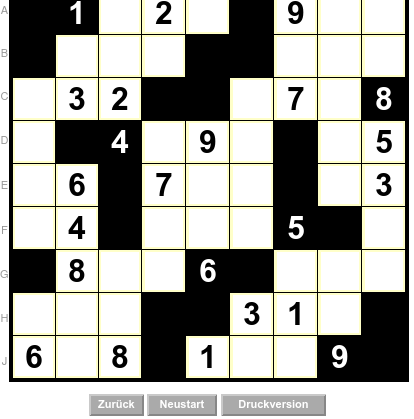 A 1 2 9
B
C 3 2 7 8
D 4 9 5
E 6 7 3
F 4 5
G 8 6
H 3 1
J 6 8 1 9
Zurück Neustart Druckversion